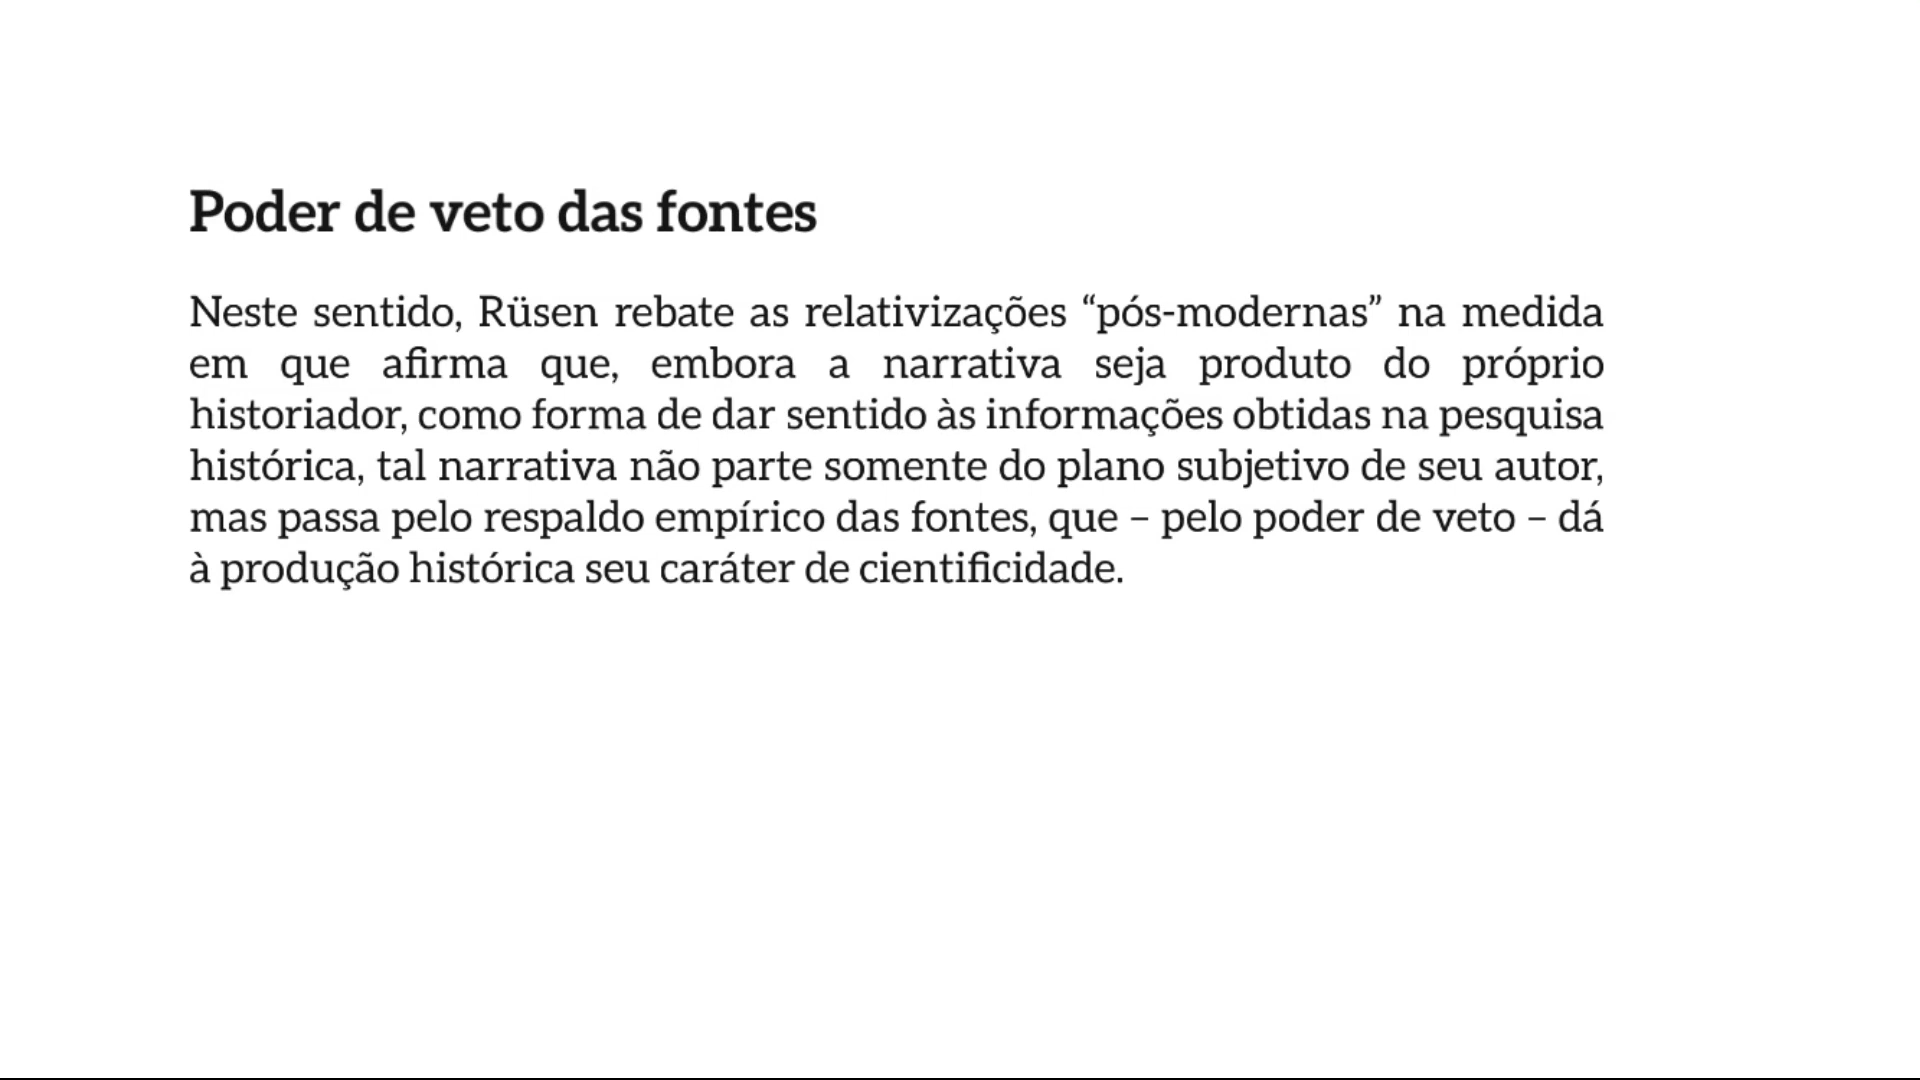 Poder de veto das fontes
Neste sentido, Rüsen rebate as relativizações “pós-modernas” na medida
em que afirma que, embora a narrativa seja produto do próprio
historiador, como forma de dar sentido às informações obtidas na pesquisa
histórica, tal narrativa não parte somente do plano subjetivo de seu autor,
mas passa pelo respaldo empírico das fontes, que – pelo poder de veto – dá
à produção histórica seu caráter de cientificidade.